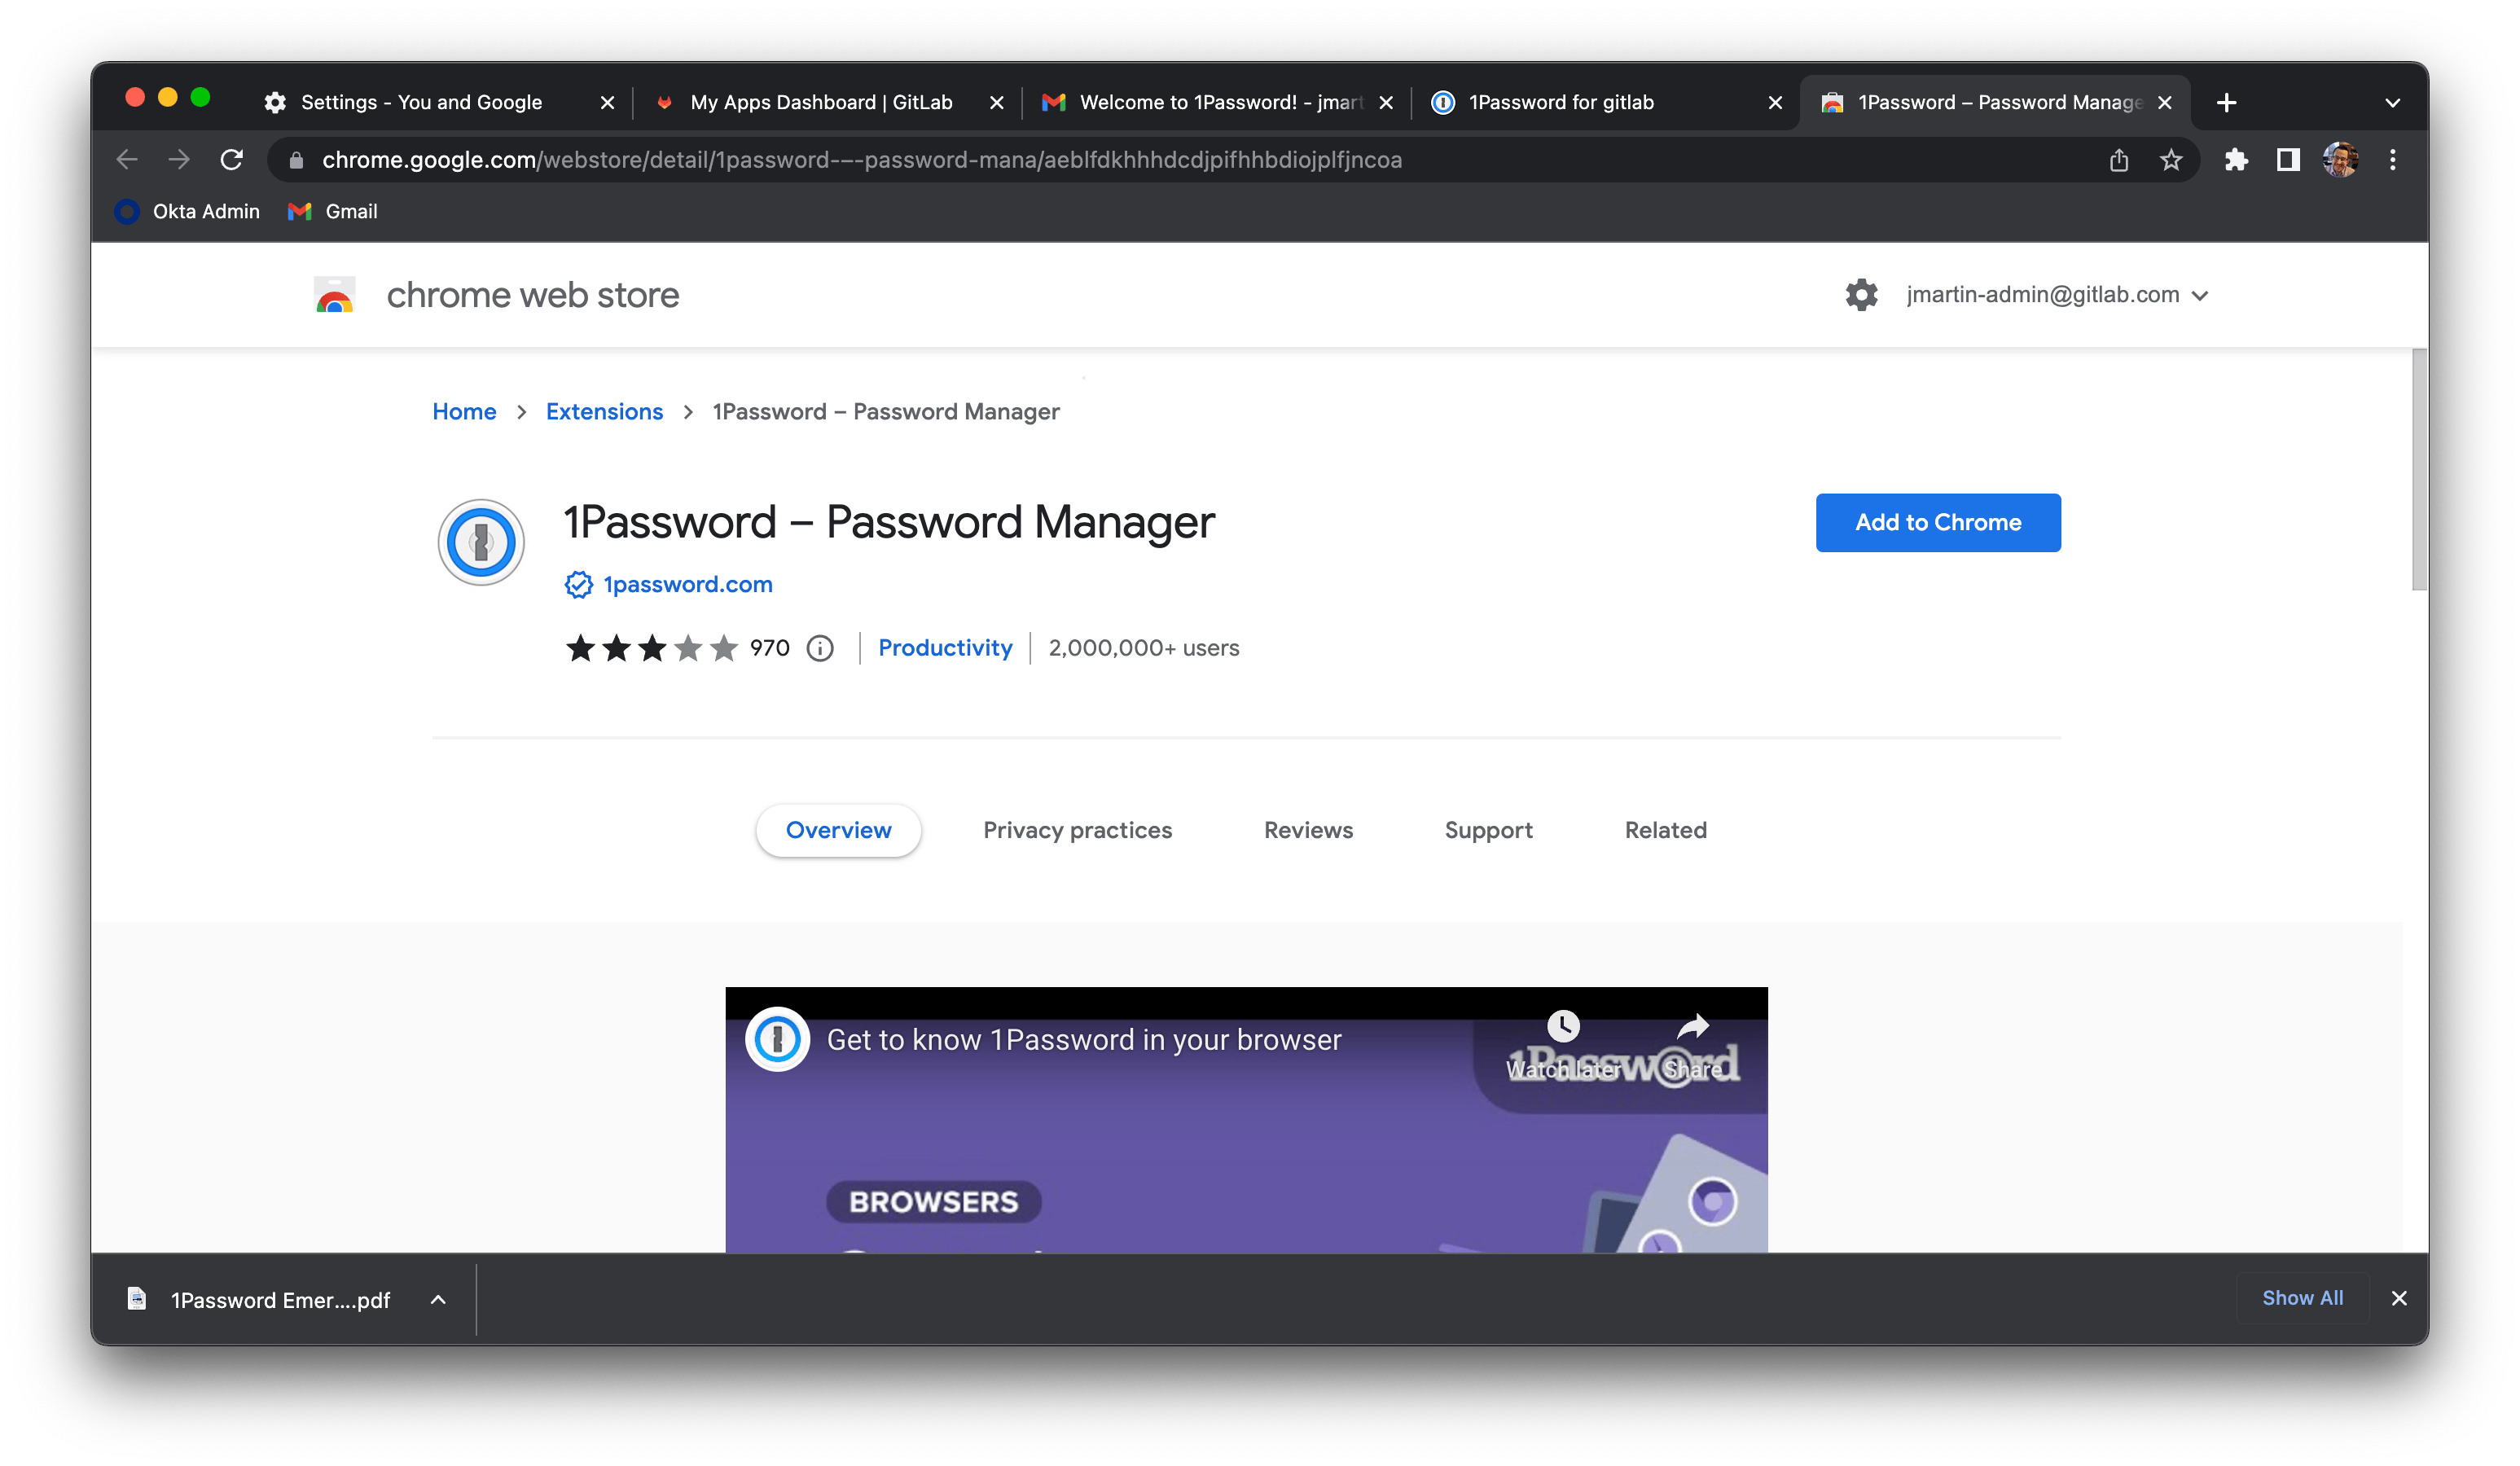 Settings - You and Google
My Apps Dashboard | GitLab
Welcome to 1Password! - jmart
1Password for gitlab
1Password – Password Manage
chrome.google.com/webstore/detail/1password-–-password-mana/aeblfdkhhhdcdjpifhhbdiojplfjncoa
Okta Admin
Gmail
chrome web store
jmartin-admin@gitlab.com
Home > Extensions > 1Password – Password Manager
1Password – Password Manager
Add to Chrome
1password.com
970
Productivity
2,000,000+ users
Overview
Privacy practices
Reviews
Support
Related
Get to know 1Password in your browser
Watch later
Share
1Password
BROWSERS
1Password Emer....pdf
Show All